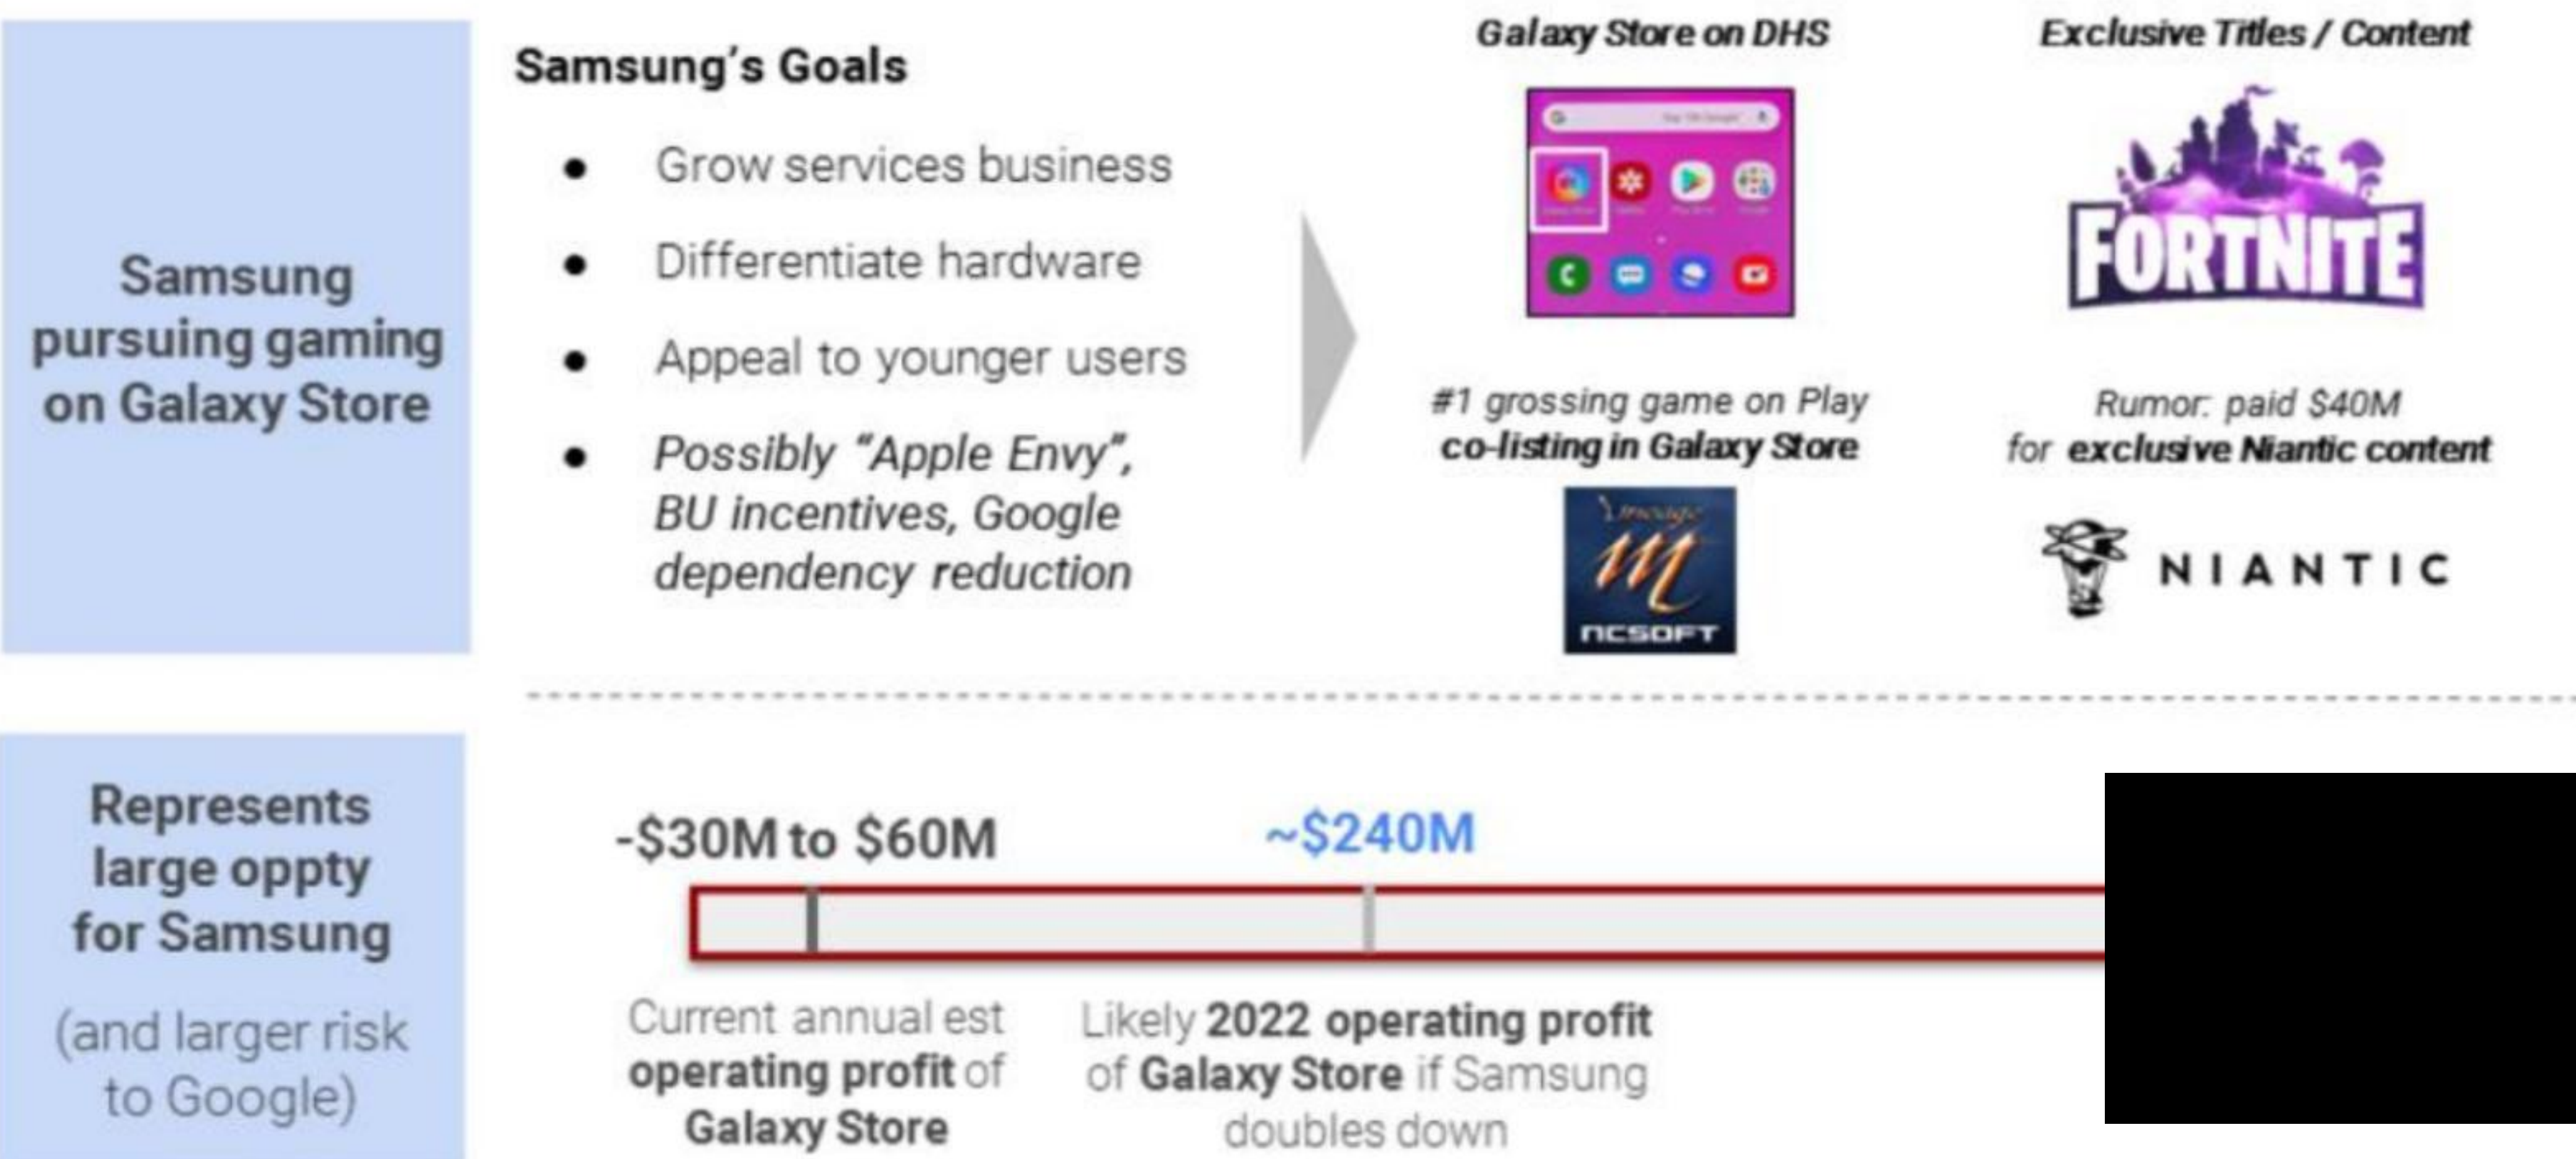 Samsung
pursuing gaming
on Galaxy Store
Samsung's Goals
● Grow services business
● Differentiate hardware
● Appeal to younger users
● Possibly “Apple Envy”,
BU incentives, Google
dependency reduction
Galaxy Store on DHS
#1 grossing game on Play
co-listing in Galaxy Store
Lineage
m
NCSOFT
Exclusive Titles / Content
FORTNITE
Rumor: paid $40M
for exclusive Niantic content
NIANTIC
Represents
large oppty
for Samsung
(and larger risk
to Google)
-$30M to $60M
Current annual est
operating profit of
Galaxy Store
~$240M
Likely 2022 operating profit
of Galaxy Store if Samsung
doubles down